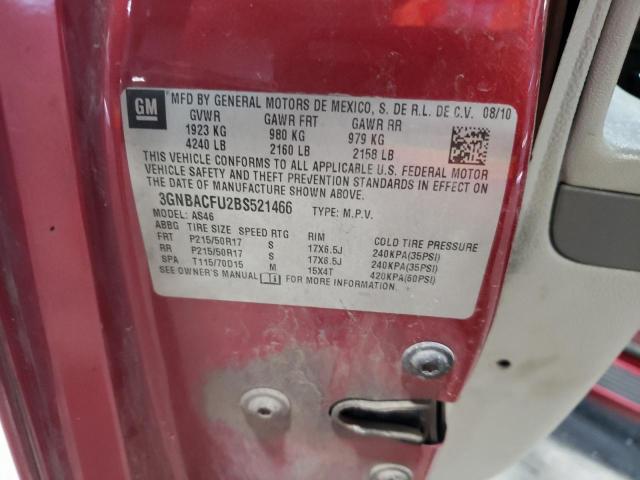 GM MFD BY GENERAL MOTORS DE MEXICO, S. DE R.L. DE C.V. 08/10
GVWR GAWR FRT GAWR RR
1923 KG 980 KG 979 KG
4240 LB 2160 LB 2158 LB
THIS VEHICLE CONFORMS TO ALL APPLICABLE U.S. FEDERAL MOTOR
VEHICLE SAFETY AND THEFT PREVENTION STANDARDS IN EFFECT ON
THE DATE OF MANUFACTURE SHOWN ABOVE.
3GNBACFU2BS521466 TYPE: M.P.V.
MODEL: AS46
ABBG TIRE SIZE SPEED RTG RIM COLD TIRE PRESSURE
FRT P215/50R17 S 17X6.5J 240KPA(35PSI)
RR P215/50R17 S 17X6.5J 240KPA(35PSI)
SPA T115/70D15 M 15X4T 420KPA(60PSI)
SEE OWNER'S MANUAL FOR MORE INFORMATION.